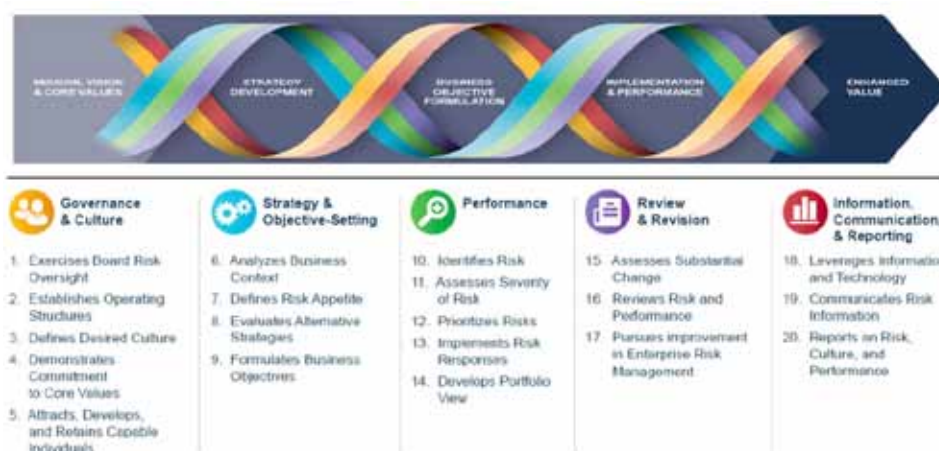 MISSION, VISION
& CORE VALUES
STRATEGY
DEVELOPMENT
BUSINESS
OBJECTIVE
FORMULATION
IMPLEMENTATION
& PERFORMANCE
ENHANCED
VALUE
Governance
& Culture
1. Exercises Board Risk
Oversight
2. Establishes Operating
Structures
3. Defines Desired Culture
4. Demonstrates
Commitment
to Core Values
5. Attracts, Develops,
and Retains Capable
Individuals
Strategy &
Objective-Setting
6. Analyzes Business
Context
7. Defines Risk Appetite
8. Evaluates Alternative
Strategies
9. Formulates Business
Objectives
Performance
10. Identifies Risk
11. Assesses Severity
of Risk
12. Prioritizes Risks
13. Implements Risk
Responses
14. Develops Portfolio
View
Review
& Revision
15. Assesses Substantial
Change
16. Reviews Risk and
Performance
17. Pursues improvement
in Enterprise Risk
Management
Information,
Communication,
& Reporting
18. Leverages Informatio
and Technology
19. Communicates Risk
Information
20. Reports on Risk,
Culture, and
Performance